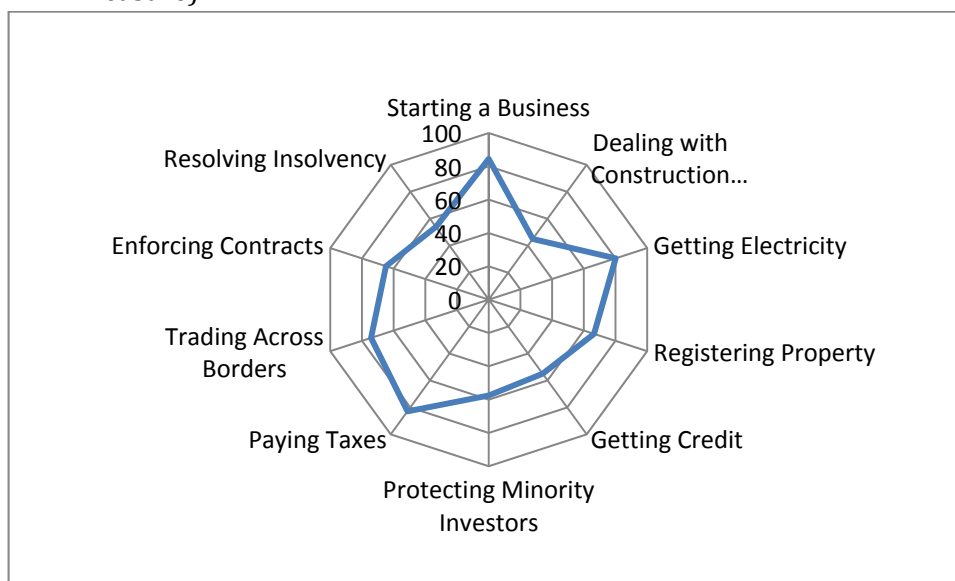 Starting a Business
100
Dealing with
Construction…
Resolving Insolvency
80
60
Enforcing Contracts
40
Getting Electricity
20
0
Trading Across
Borders
Registering Property
Paying Taxes
Getting Credit
Protecting Minority
Investors